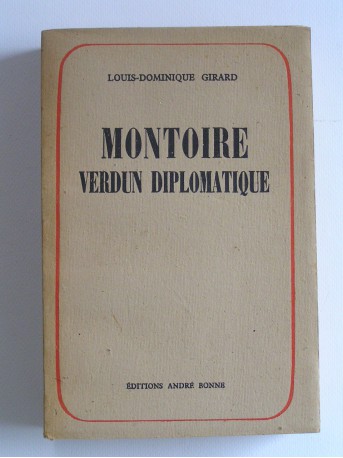 LOUIS-DOMINIQUE GIRARD
MONTOIRE
VERDUN DIPLOMATIQUE
ÉDITIONS ANDRÉ BONNE